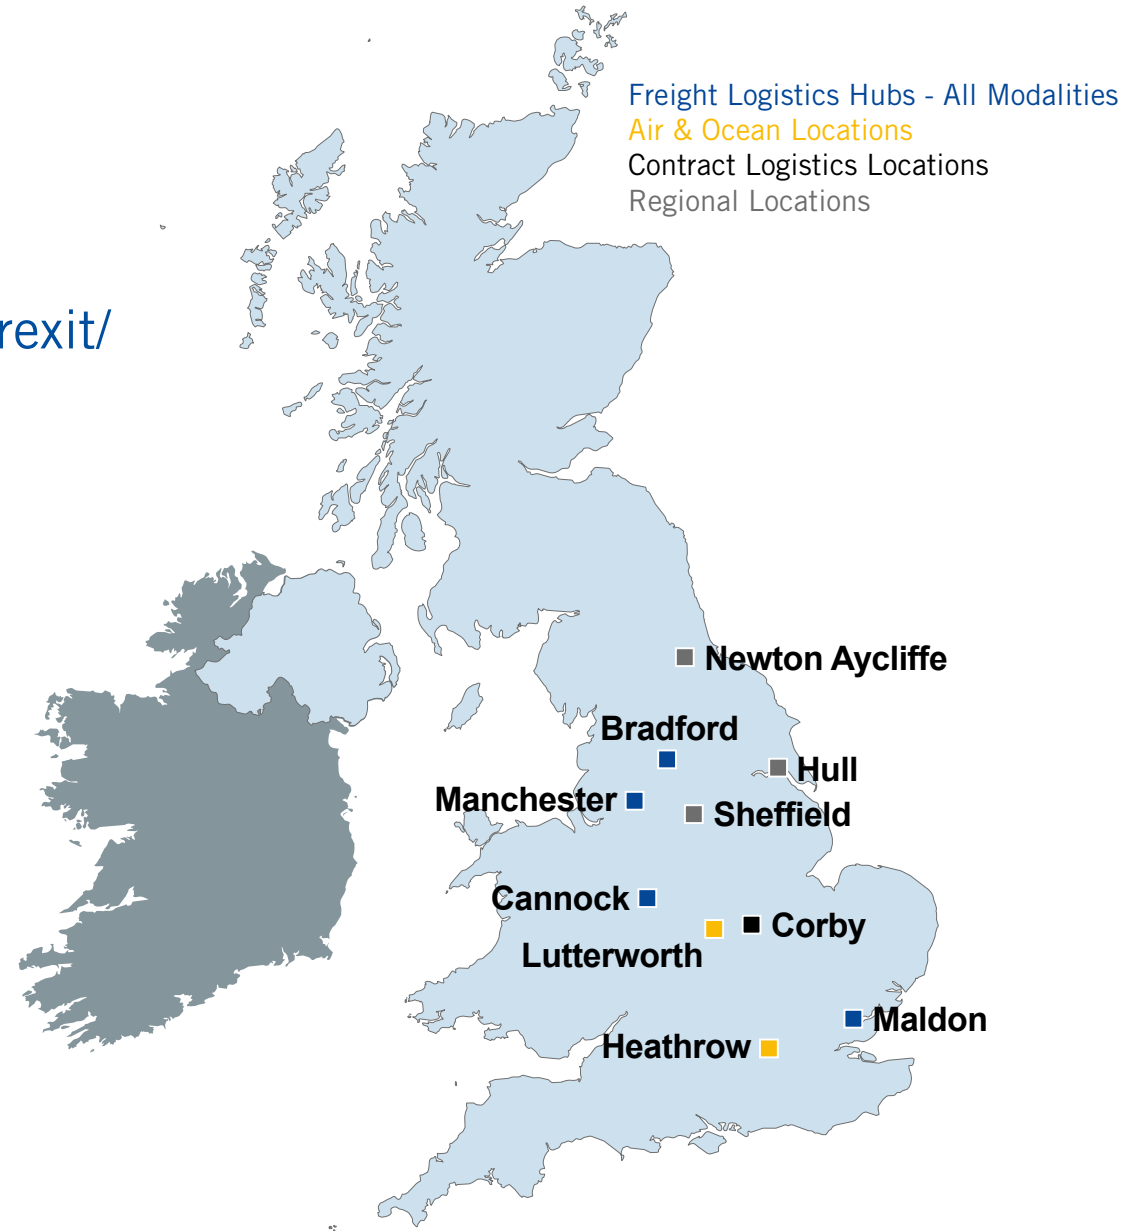 Freight Logistics Hubs - All Modalities
Air & Ocean Locations
Contract Logistics Locations
Regional Locations
rexit/
Newton Aycliffe
Bradford
Hull
Manchester
Sheffield
Cannock
Corby
Lutterworth
Maldon
Heathrow